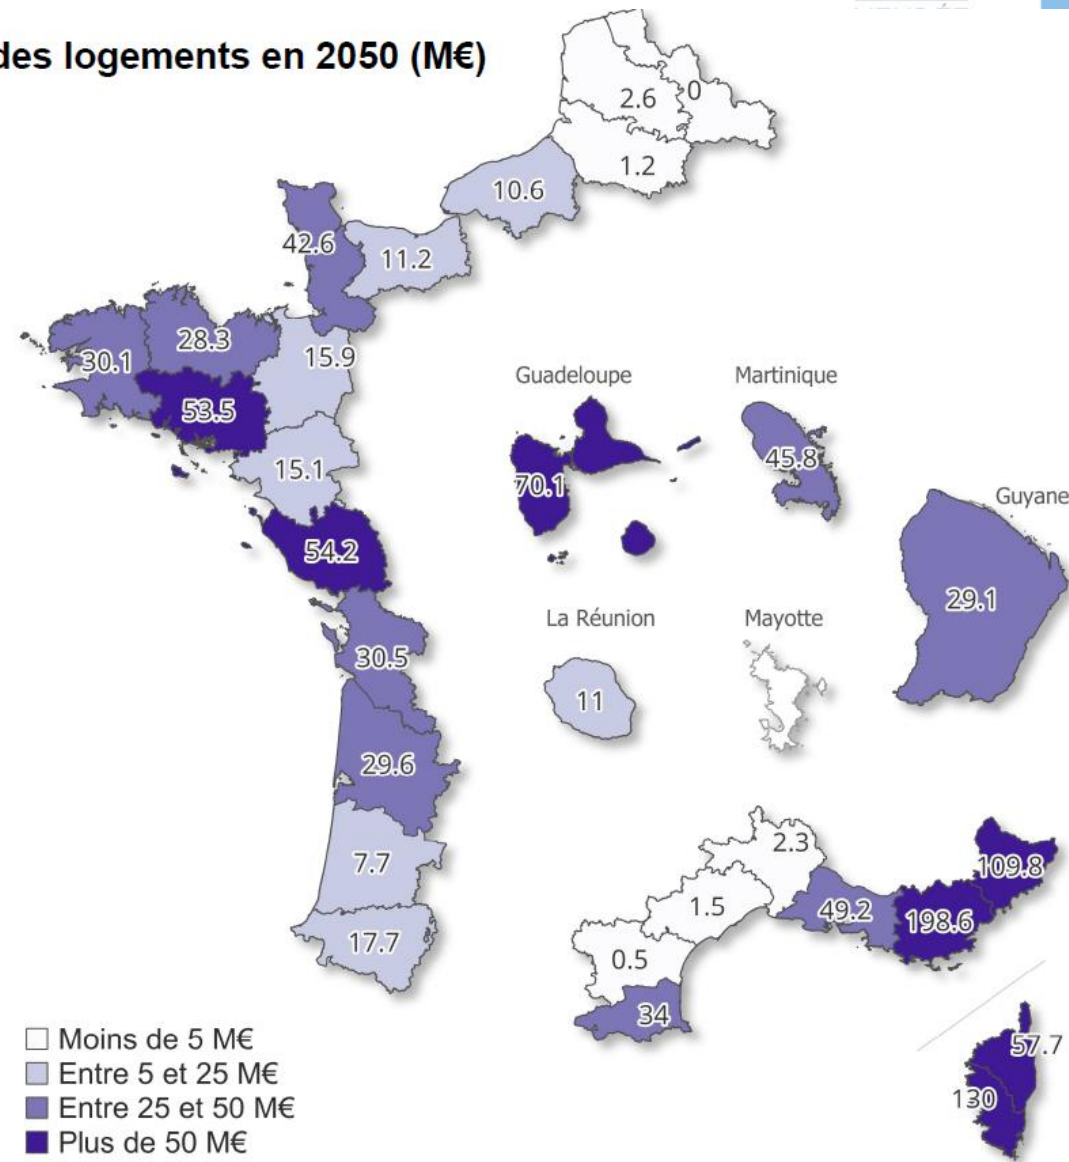 des logements en 2050 (M€)
2.6
0
1.2
10.6
42.6
11.2
28.3
15.9
30.1
53.5
15.1
54.2
30.5
29.6
7.7
17.7
Guadeloupe
Martinique
70.1
45.8
Guyane
29.1
La Réunion
Mayotte
11
2.3
109.8
1.5
49.2
198.6
0.5
34
57.7
130
Moins de 5 M€
Entre 5 et 25 M€
Entre 25 et 50 M€
Plus de 50 M€